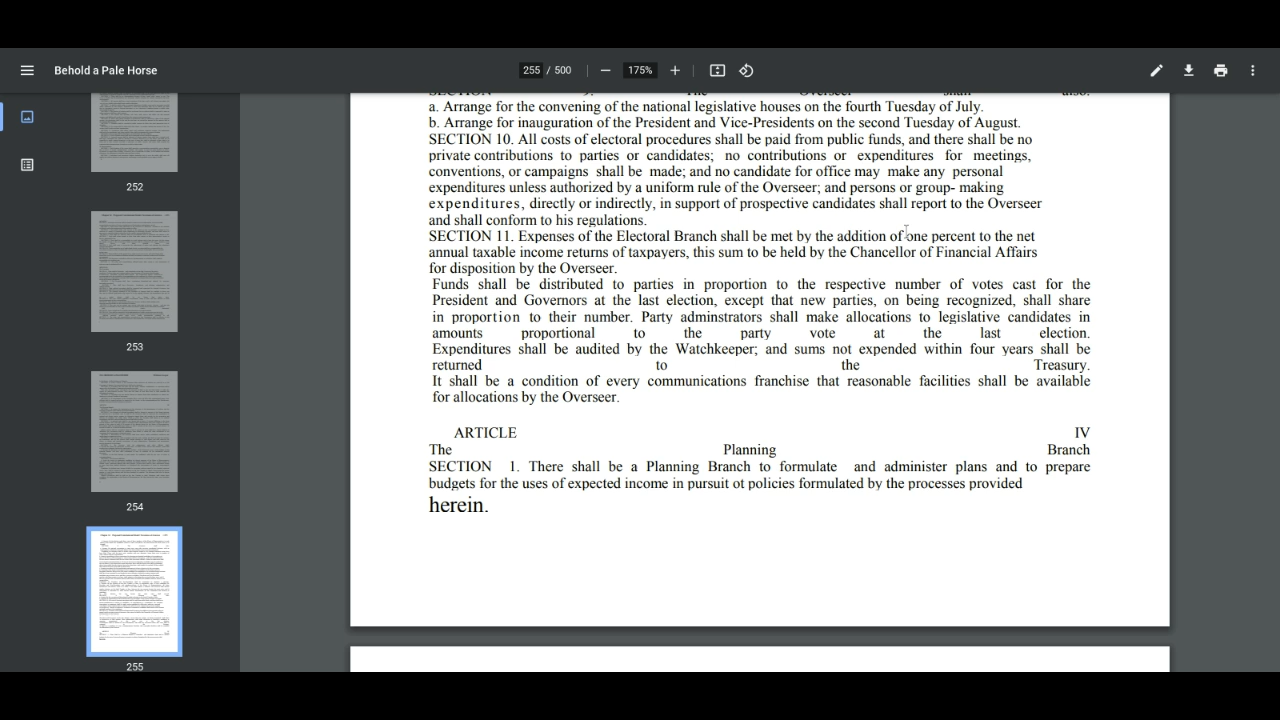 Behold a Pale Horse
255 / 500
175%
252
253
254
255
a. Arrange for the convening of the national legislative houses on the fourth Tuesday of July.
b. Arrange for inauguration of the President and Vice-Presidents on the second Tuesday of August.
SECTION 10. All costs of electoral procedures shall be paid from public funds; and there shall be no
private contributions to parties or candidates; no contributions or expenditures for meetings,
conventions, or campaigns shall be made; and no candidate for office may make any personal
expenditures unless authorized by a uniform rule of the Overseer; and persons or group- making
expenditures, directly or indirectly, in support of prospective candidates shall report to the Overseer
and shall conform to his regulations.
SECTION 11. Expenses of the Electoral Branch shall be met by the addition of one percent to the net
annual taxable income returns of taxpayers, this sum to be held by the Chancellor of Financial Affairs
for disposition by the Overseer.
Funds shall be distributed to parties in proportion to the respective number of votes cast for the
President and Governors at the last election, except that new parties, on being recognized, shall share
in proportion to their number. Party adminstrators shall make allocations to legislative candidates in
amounts proportional to the party vote at the last election.
Expenditures shall be audited by the Watchkeeper; and sums not expended within four years shall be
returned to the Treasury.
It shall be a condition of every communications franchise that reasonable facilities shall be available
for allocations by the Overseer.
ARTICLE IV
The Planning Branch
SECTION 1. There shall be a Planning Branch to formulate and administer plans and to prepare
budgets for the uses of expected income in pursuit ot policies formulated by the processes provided
herein.